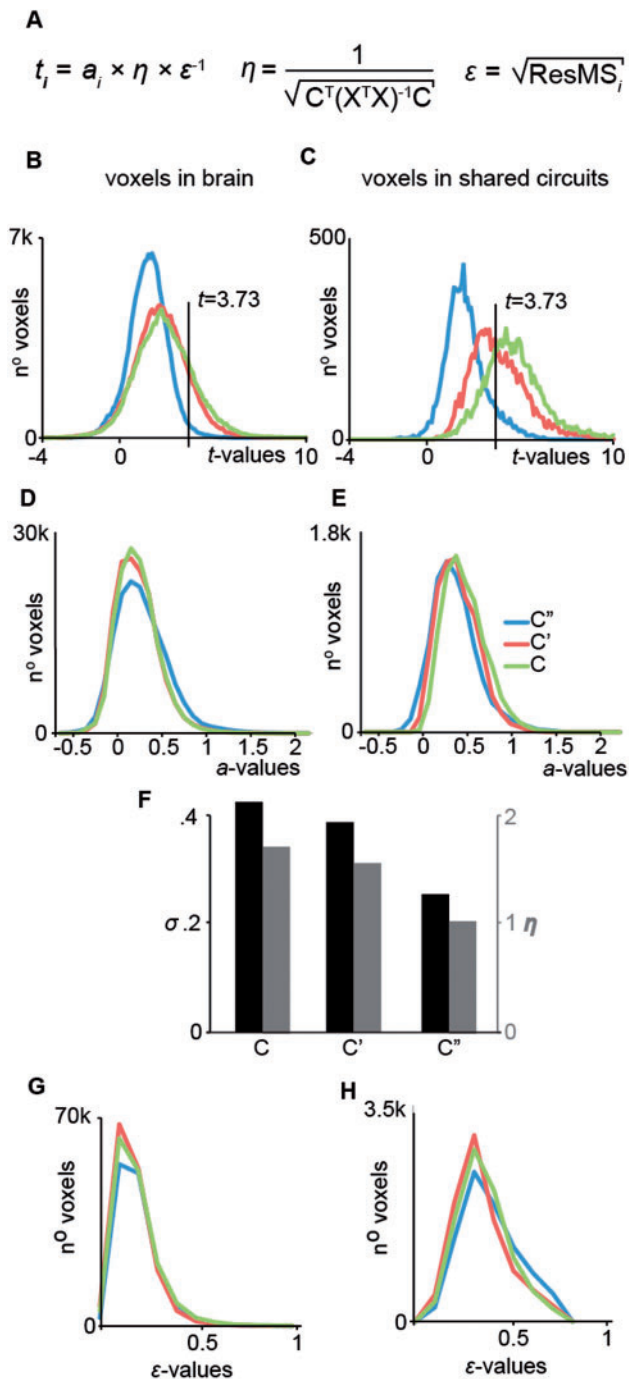 A
t_i = a_i × η × ε⁻¹ η = 1 / √(Cᵀ(XᵀX)⁻¹C) ε = √ResMS_i
B voxels in brain
C voxels in shared circuits
7k
nº voxels
t=3.73
0
-4 0 t-values 10
500
nº voxels
t=3.73
0
-4 0 t-values 10
D
30k
nº voxels
0
-0.5 0 0.5 1 1.5 2
a-values
E
1.8k
nº voxels
C"
C'
C
0
-0.5 0 0.5 1 1.5 2
a-values
F
.4 2
σ .2 1 η
0 0
C C' C"
G
70k
nº voxels
0
0.5 1
ε-values
H
3.5k
nº voxels
0
0.5 1
ε-values